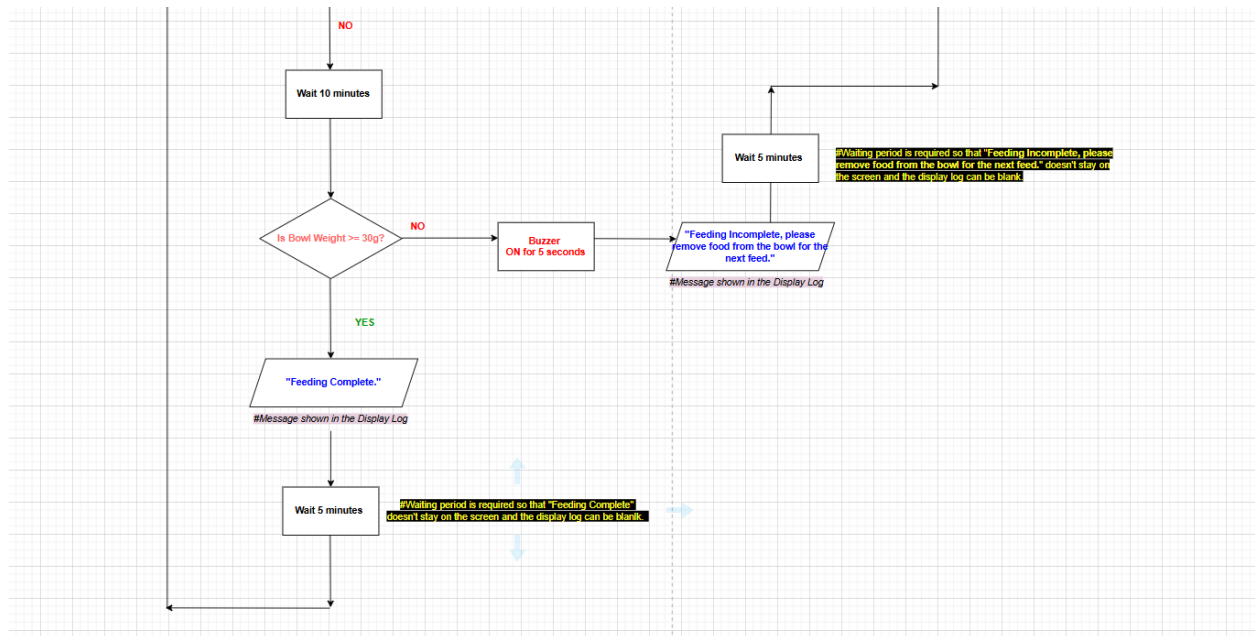 NO
Wait 10 minutes
Wait 5 minutes
#Waiting period is required so that "Feeding Incomplete, please
remove food from the bowl for the next feed." doesn't stay on
the screen and the display log can be blank.
Is Bowl Weight >= 30g?
NO
Buzzer
ON for 5 seconds
"Feeding Incomplete, please
remove food from the bowl for the
next feed."
#Message shown in the Display Log
YES
"Feeding Complete."
#Message shown in the Display Log
Wait 5 minutes
#Waiting period is required so that "Feeding Complete"
doesn't stay on the screen and the display log can be blanlk.